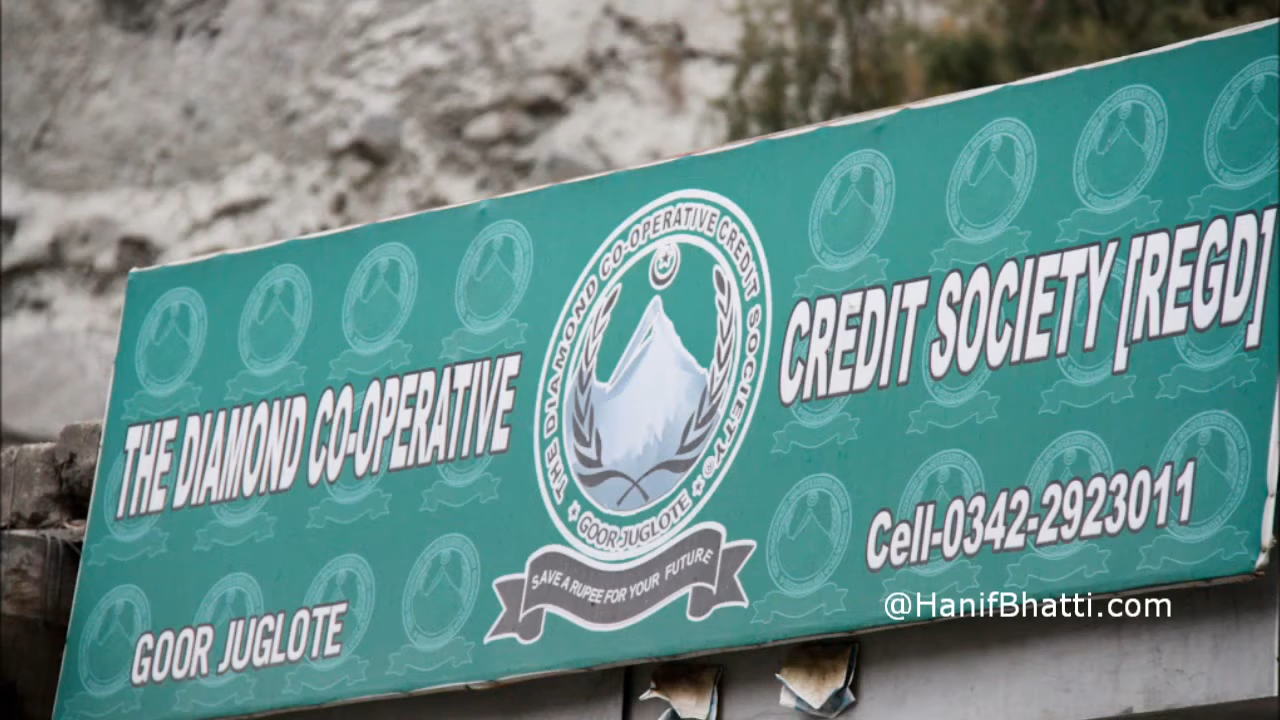 THE DIAMOND CO-OPERATIVE
CREDIT SOCIETY [REGD]
THE DIAMOND CO-OPERATIVE CREDIT SOCIETY ®
GOOR JUGLOTE
SAVE A RUPEE FOR YOUR FUTURE
Cell-0342-2923011
GOOR JUGLOTE
@HanifBhatti.com